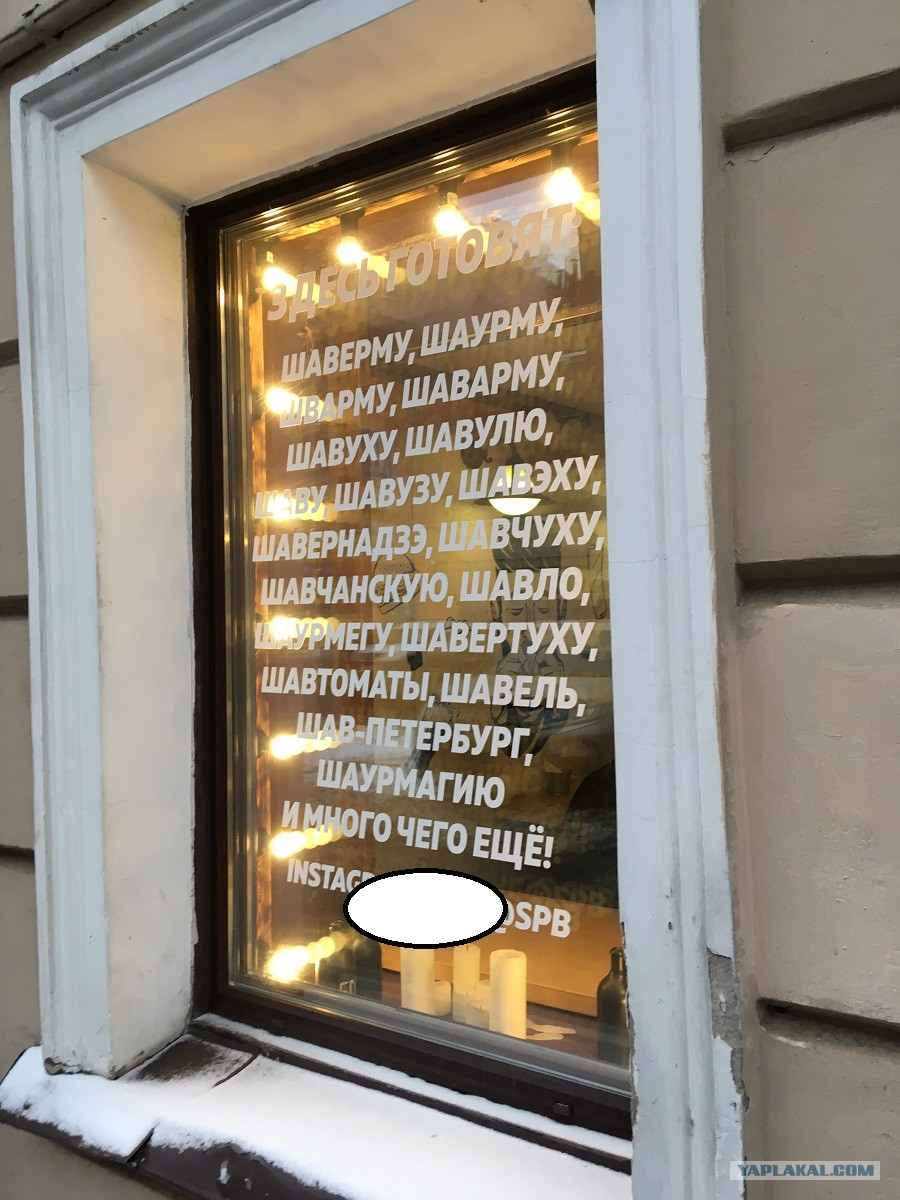 ЗДЕСЬ ГОТОВЯТ:
ШАВЕРМУ, ШАУРМУ,
ШВАРМУ, ШАВАРМУ,
ШАВУХУ, ШАВУЛЮ,
ШАВУ, ШАВУЗУ, ШАВЭХУ,
ШАВЕРНАДЗЭ, ШАВЧУХУ,
ШАВЧАНСКУЮ, ШАВЛО,
ШАУРМЕГУ, ШАВЕРТУХУ,
ШАВТОМАТЫ, ШАВЕЛЬ,
ШАВ-ПЕТЕРБУРГ,
ШАУРМАГИЮ
И МНОГО ЧЕГО ЕЩЁ!
@SPB
YAPLAKAL.COM